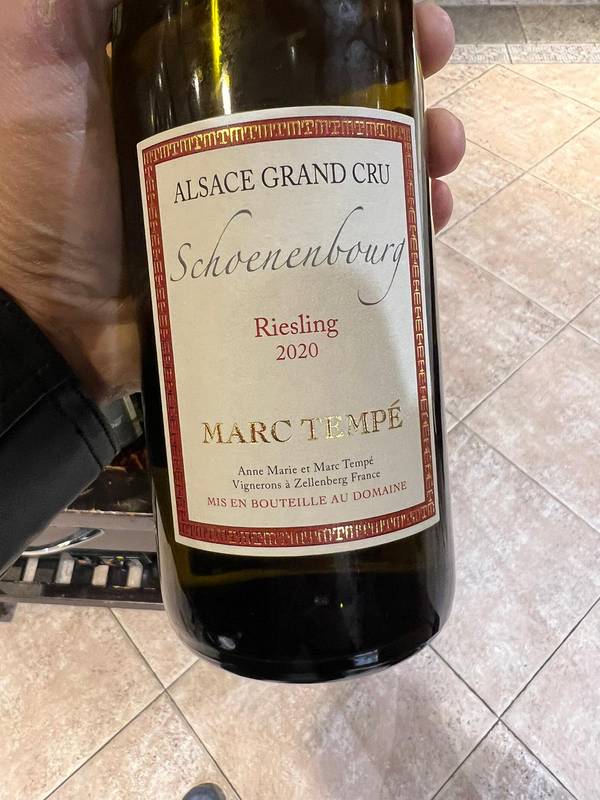 ALSACE GRAND CRU
Schoenenbourg
Riesling
2020
MARC TEMPÉ
Anne Marie et Marc Tempé
Vignerons à Zellenberg France
MIS EN BOUTEILLE AU DOMAINE